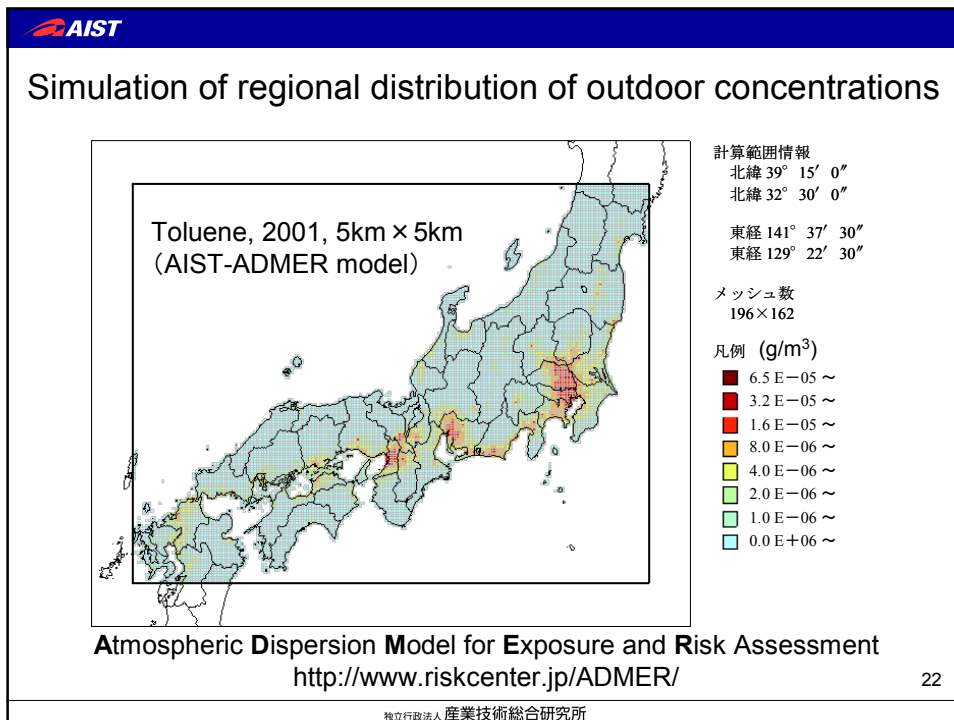 AIST
Simulation of regional distribution of outdoor concentrations
Toluene, 2001, 5km×5km
（AIST-ADMER model）
計算範囲情報
北緯 39° 15′ 0″
北緯 32° 30′ 0″
東経 141° 37′ 30″
東経 129° 22′ 30″
メッシュ数
196×162
凡例 (g/m³)
6.5 E－05 ～
3.2 E－05 ～
1.6 E－05 ～
8.0 E－06 ～
4.0 E－06 ～
2.0 E－06 ～
1.0 E－06 ～
0.0 E＋06 ～
Atmospheric Dispersion Model for Exposure and Risk Assessment
http://www.riskcenter.jp/ADMER/
22
独立行政法人 産業技術総合研究所